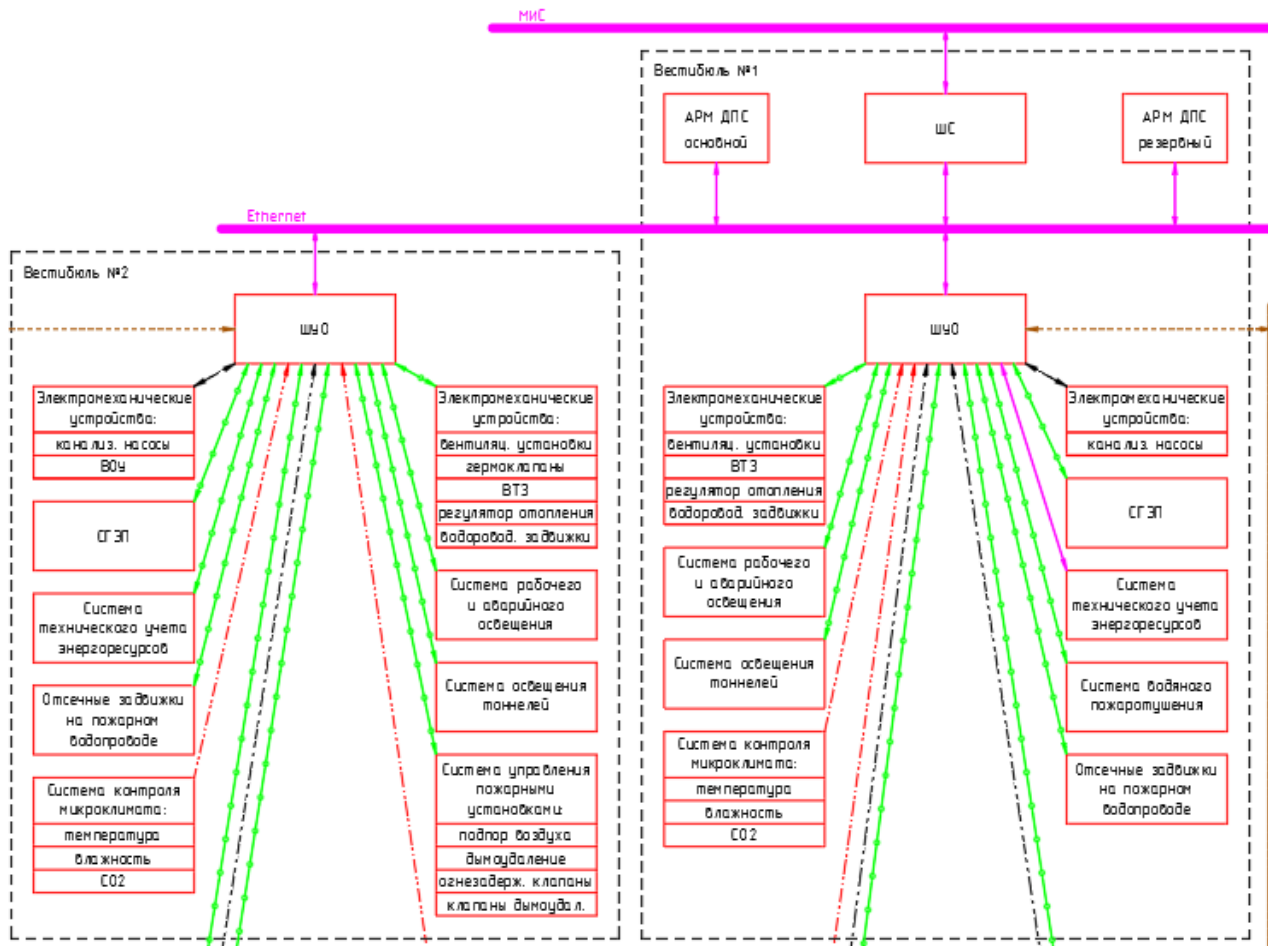 МИС
Вестибюль №1
АРМ ДПС
основной
ШС
АРМ ДПС
резервный
Ethernet
Вестибюль №2
ШУО
Электромеханические
устройства:
канализ. насосы
ВОУ
СГЭП
Система
технического учета
энергоресурсов
Отсечные задвижки
на пожарном
водопроводе
Система контроля
микроклимата:
температура
влажность
СО2
Электромеханические
устройства:
вентиляц. установки
гермоклапаны
ВТЗ
регулятор отопления
водопровод. задвижки
Система рабочего
и аварийного
освещения
Система освещения
тоннелей
Система управления
пожарными
установками:
подпор воздуха
дымоудаление
огнезадерж. клапаны
клапаны дымоудал.
ШУО
Электромеханические
устройства:
вентиляц. установки
ВТЗ
регулятор отопления
водопровод. задвижки
Система рабочего
и аварийного
освещения
Система освещения
тоннелей
Система контроля
микроклимата:
температура
влажность
СО2
Электромеханические
устройства:
канализ. насосы
СГЭП
Система
технического учета
энергоресурсов
Система водяного
пожаротушения
Отсечные задвижки
на пожарном
водопроводе